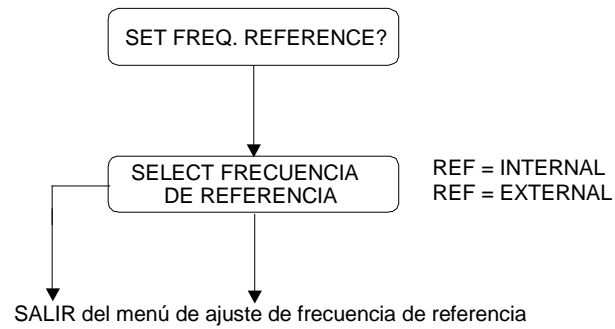 SET FREQ. REFERENCE?
SELECT FRECUENCIA
DE REFERENCIA
REF = INTERNAL
REF = EXTERNAL
SALIR del menú de ajuste de frecuencia de referencia